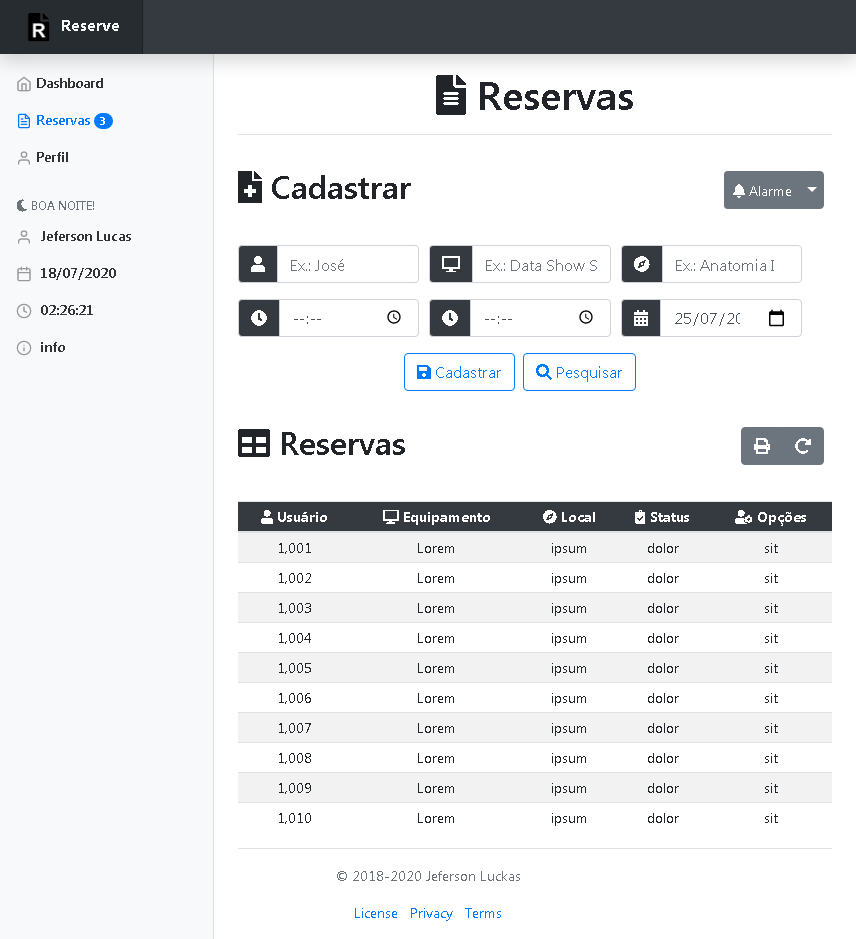 R Reserve
Dashboard
Reservas 3
Perfil
BOA NOITE!
Jeferson Lucas
18/07/2020
02:26:21
info
Reservas
Cadastrar
Alarme
Ex.: José
Ex.: Data Show S
Ex.: Anatomia I
--:--
--:--
25/07/20
Cadastrar
Pesquisar
Reservas
Usuário Equipamento Local Status Opções
1,001 Lorem ipsum dolor sit
1,002 Lorem ipsum dolor sit
1,003 Lorem ipsum dolor sit
1,004 Lorem ipsum dolor sit
1,005 Lorem ipsum dolor sit
1,006 Lorem ipsum dolor sit
1,007 Lorem ipsum dolor sit
1,008 Lorem ipsum dolor sit
1,009 Lorem ipsum dolor sit
1,010 Lorem ipsum dolor sit
© 2018-2020 Jeferson Luckas
License Privacy Terms